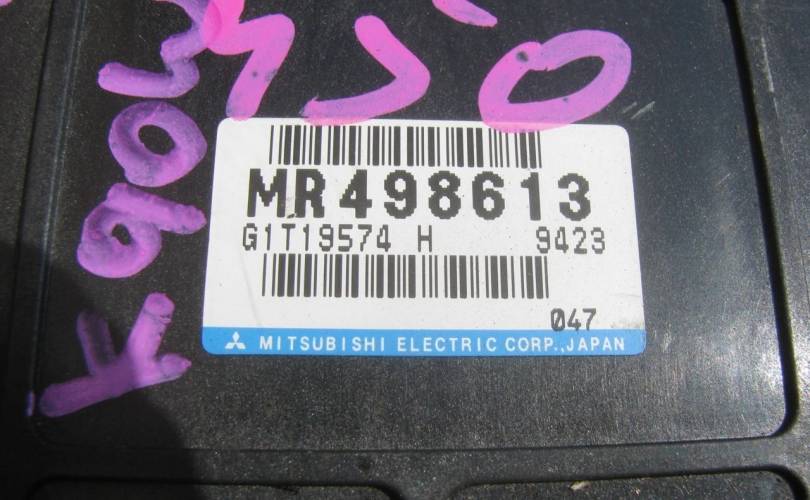 MR498613
G1T19574 H 9423
047
MITSUBISHI ELECTRIC CORP., JAPAN